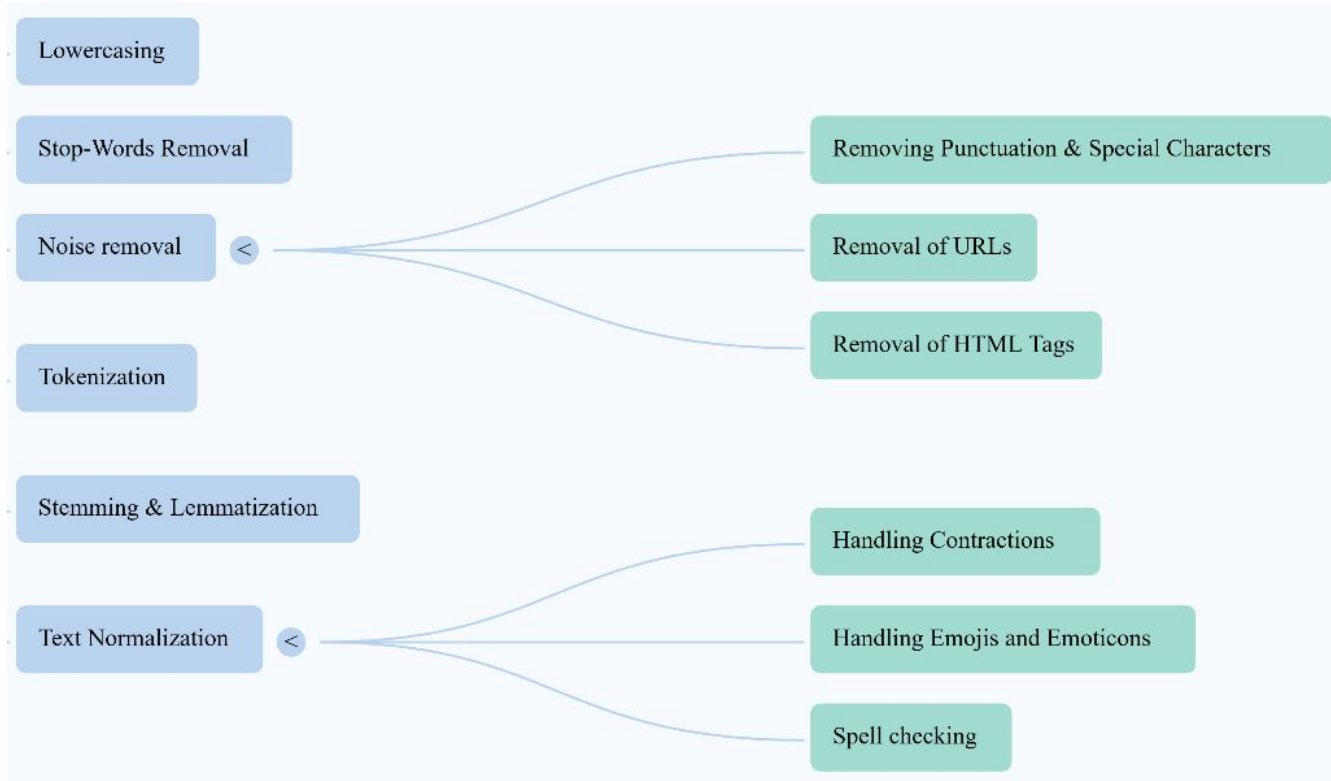 Lowercasing
Stop-Words Removal
Noise removal
<
Removing Punctuation & Special Characters
Removal of URLs
Removal of HTML Tags
Tokenization
Stemming & Lemmatization
Text Normalization
<
Handling Contractions
Handling Emojis and Emoticons
Spell checking